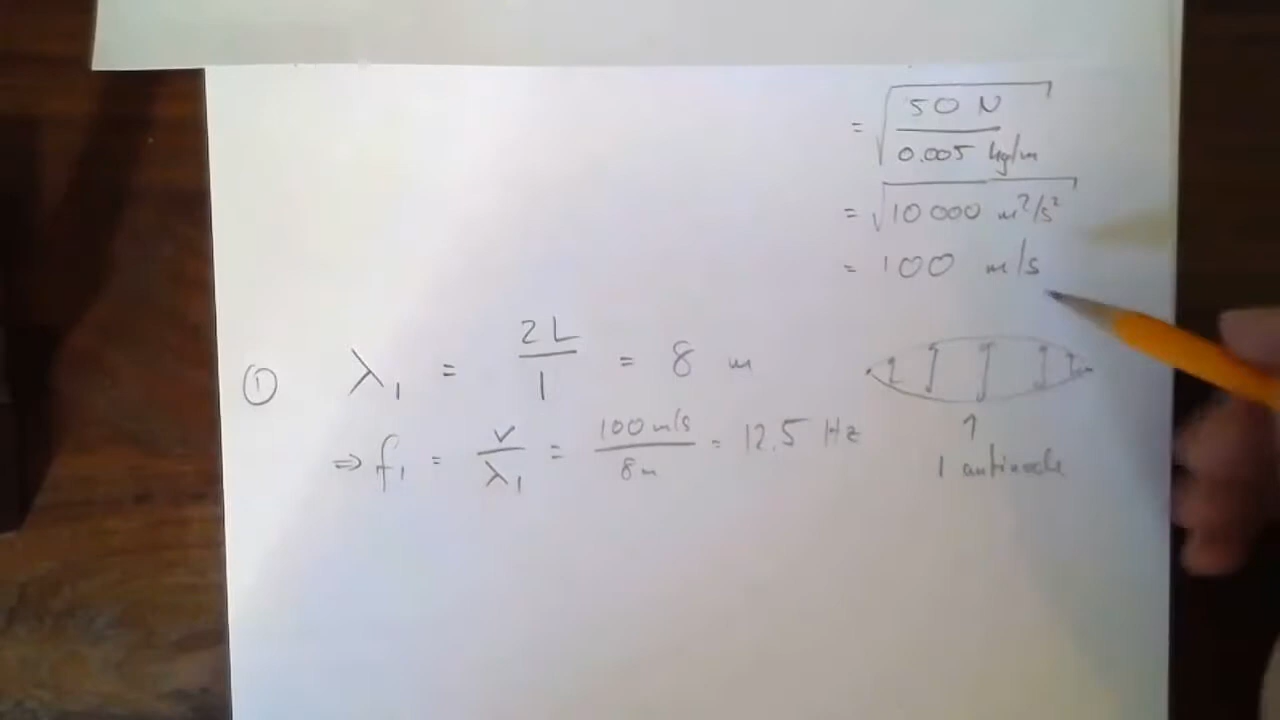 = √(50 N / 0.005 kg/m)
= √(10 000 m²/s²)
= 100 m/s
① λ₁ = 2L / 1 = 8 m
⇒ f₁ = v / λ₁ = 100 m/s / 8m = 12.5 Hz
↑
1 antinode